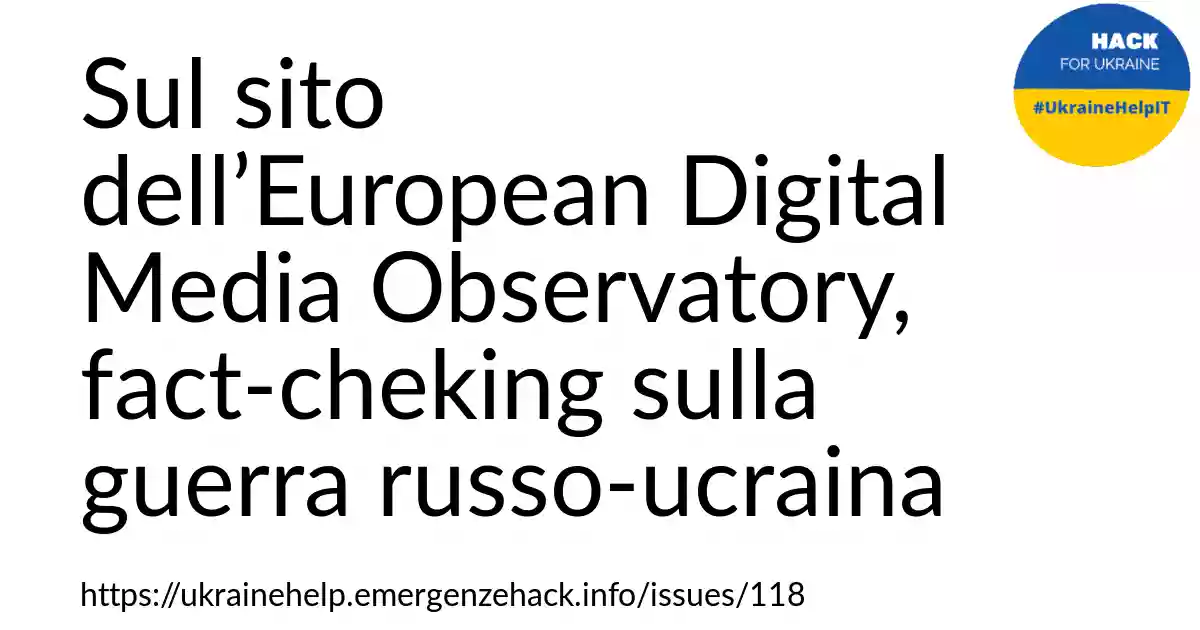 Sul sito
dell’European Digital
Media Observatory,
fact-cheking sulla
guerra russo-ucraina
https://ukrainehelp.emergenzehack.info/issues/118
HACK
FOR UKRAINE
#UkraineHelpIT